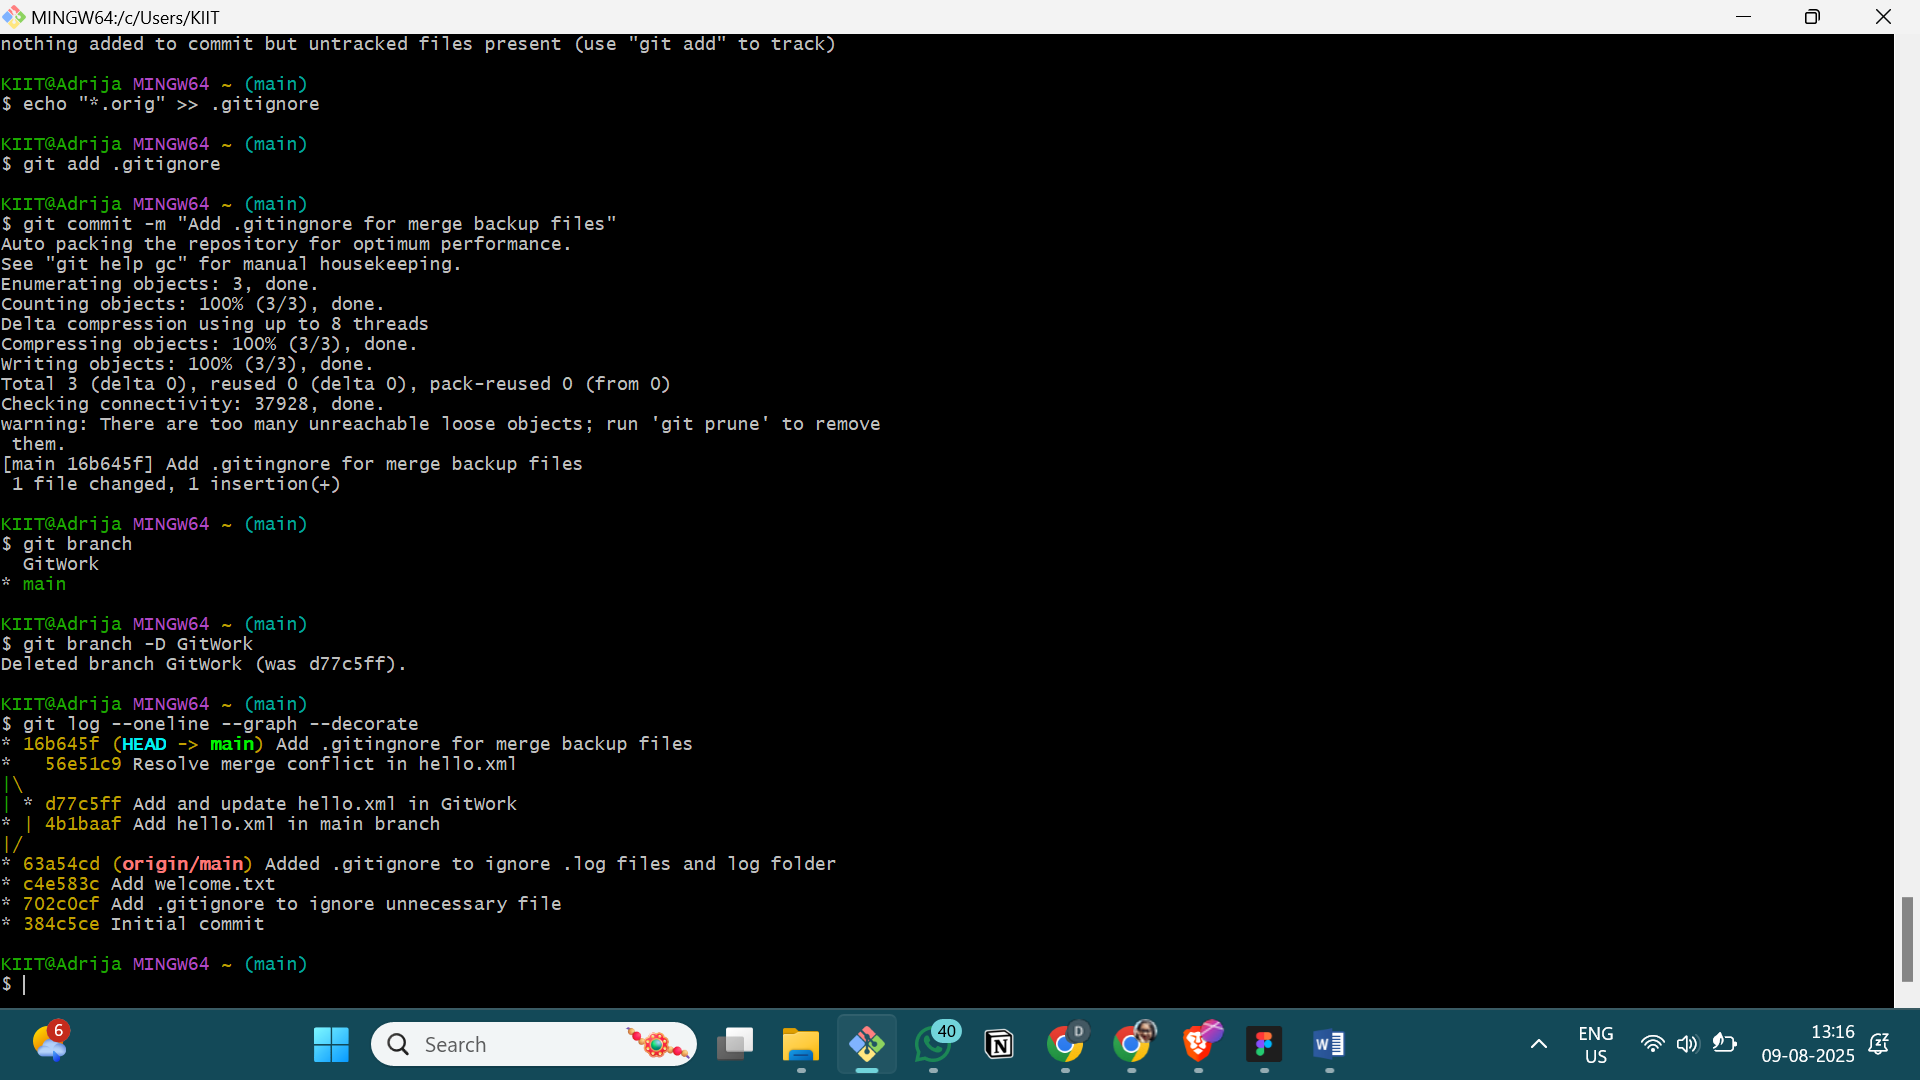 MINGW64:/c/Users/KIIT
nothing added to commit but untracked files present (use "git add" to track)
KIIT@Adrija MINGW64 ~ (main)
$ echo "*.orig" >> .gitignore
KIIT@Adrija MINGW64 ~ (main)
$ git add .gitignore
KIIT@Adrija MINGW64 ~ (main)
$ git commit -m "Add .gitingnore for merge backup files"
Auto packing the repository for optimum performance.
See "git help gc" for manual housekeeping.
Enumerating objects: 3, done.
Counting objects: 100% (3/3), done.
Delta compression using up to 8 threads
Compressing objects: 100% (3/3), done.
Writing objects: 100% (3/3), done.
Total 3 (delta 0), reused 0 (delta 0), pack-reused 0 (from 0)
Checking connectivity: 37928, done.
warning: There are too many unreachable loose objects; run 'git prune' to remove
 them.
[main 16b645f] Add .gitingnore for merge backup files
 1 file changed, 1 insertion(+)
KIIT@Adrija MINGW64 ~ (main)
$ git branch
  GitWork
* main
KIIT@Adrija MINGW64 ~ (main)
$ git branch -D GitWork
Deleted branch GitWork (was d77c5ff).
KIIT@Adrija MINGW64 ~ (main)
$ git log --oneline --graph --decorate
* 16b645f (HEAD -> main) Add .gitingnore for merge backup files
*   56e51c9 Resolve merge conflict in hello.xml
|\
| * d77c5ff Add and update hello.xml in GitWork
* | 4b1baaf Add hello.xml in main branch
|/
* 63a54cd (origin/main) Added .gitignore to ignore .log files and log folder
* c4e583c Add welcome.txt
* 702c0cf Add .gitignore to ignore unnecessary file
* 384c5ce Initial commit
KIIT@Adrija MINGW64 ~ (main)
$
6
Search
40
N
D
W
ENG
US
13:16
09-08-2025